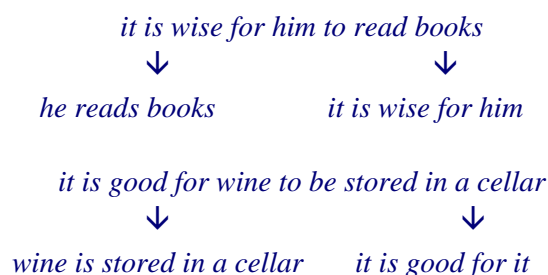 it is wise for him to read books
↓ ↓
he reads books it is wise for him
it is good for wine to be stored in a cellar
↓ ↓
wine is stored in a cellar it is good for it